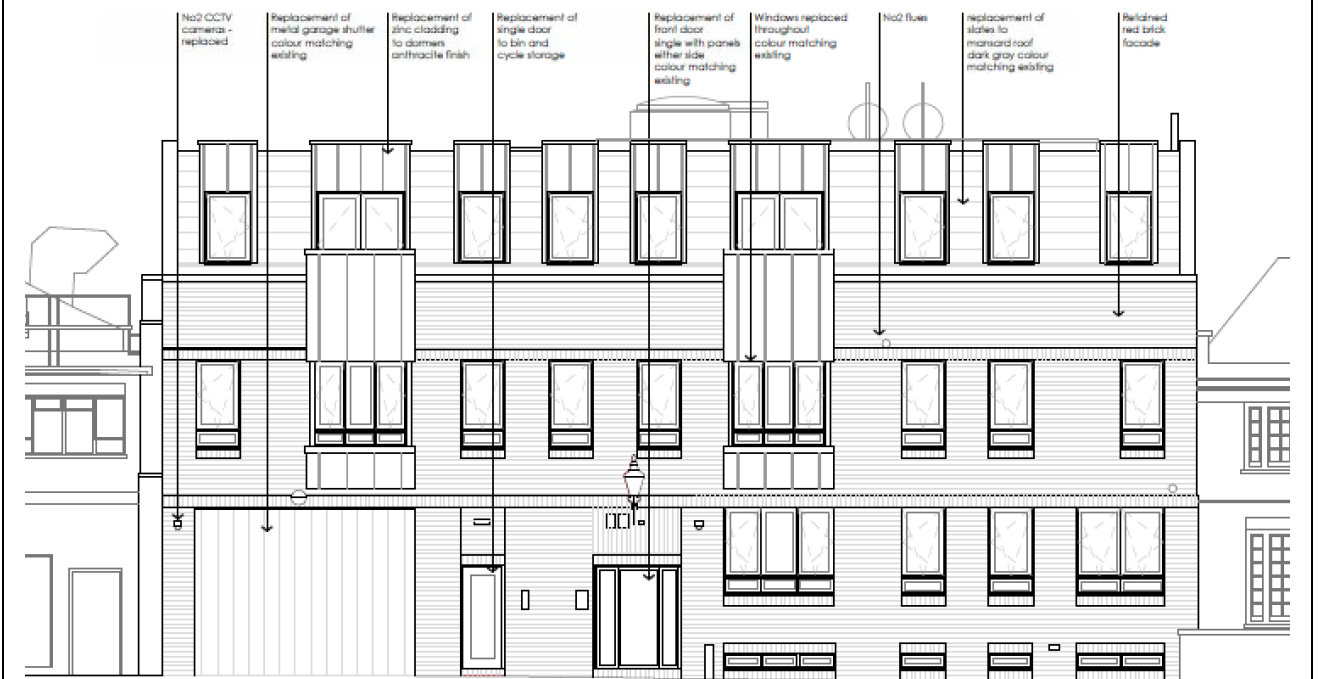 No2 CCTV
cameras -
replaced
Replacement of
metal garage shutter
colour matching
existing
Replacement of
zinc cladding
to dormers
anthracite finish
Replacement of
single door
to bin and
cycle storage
Replacement of
front door
single with panels
either side
colour matching
existing
Windows replaced
throughout
colour matching
existing
No2 flues
replacement of
slates to
mansard roof
dark gray colour
matching existing
Retained
red brick
facade